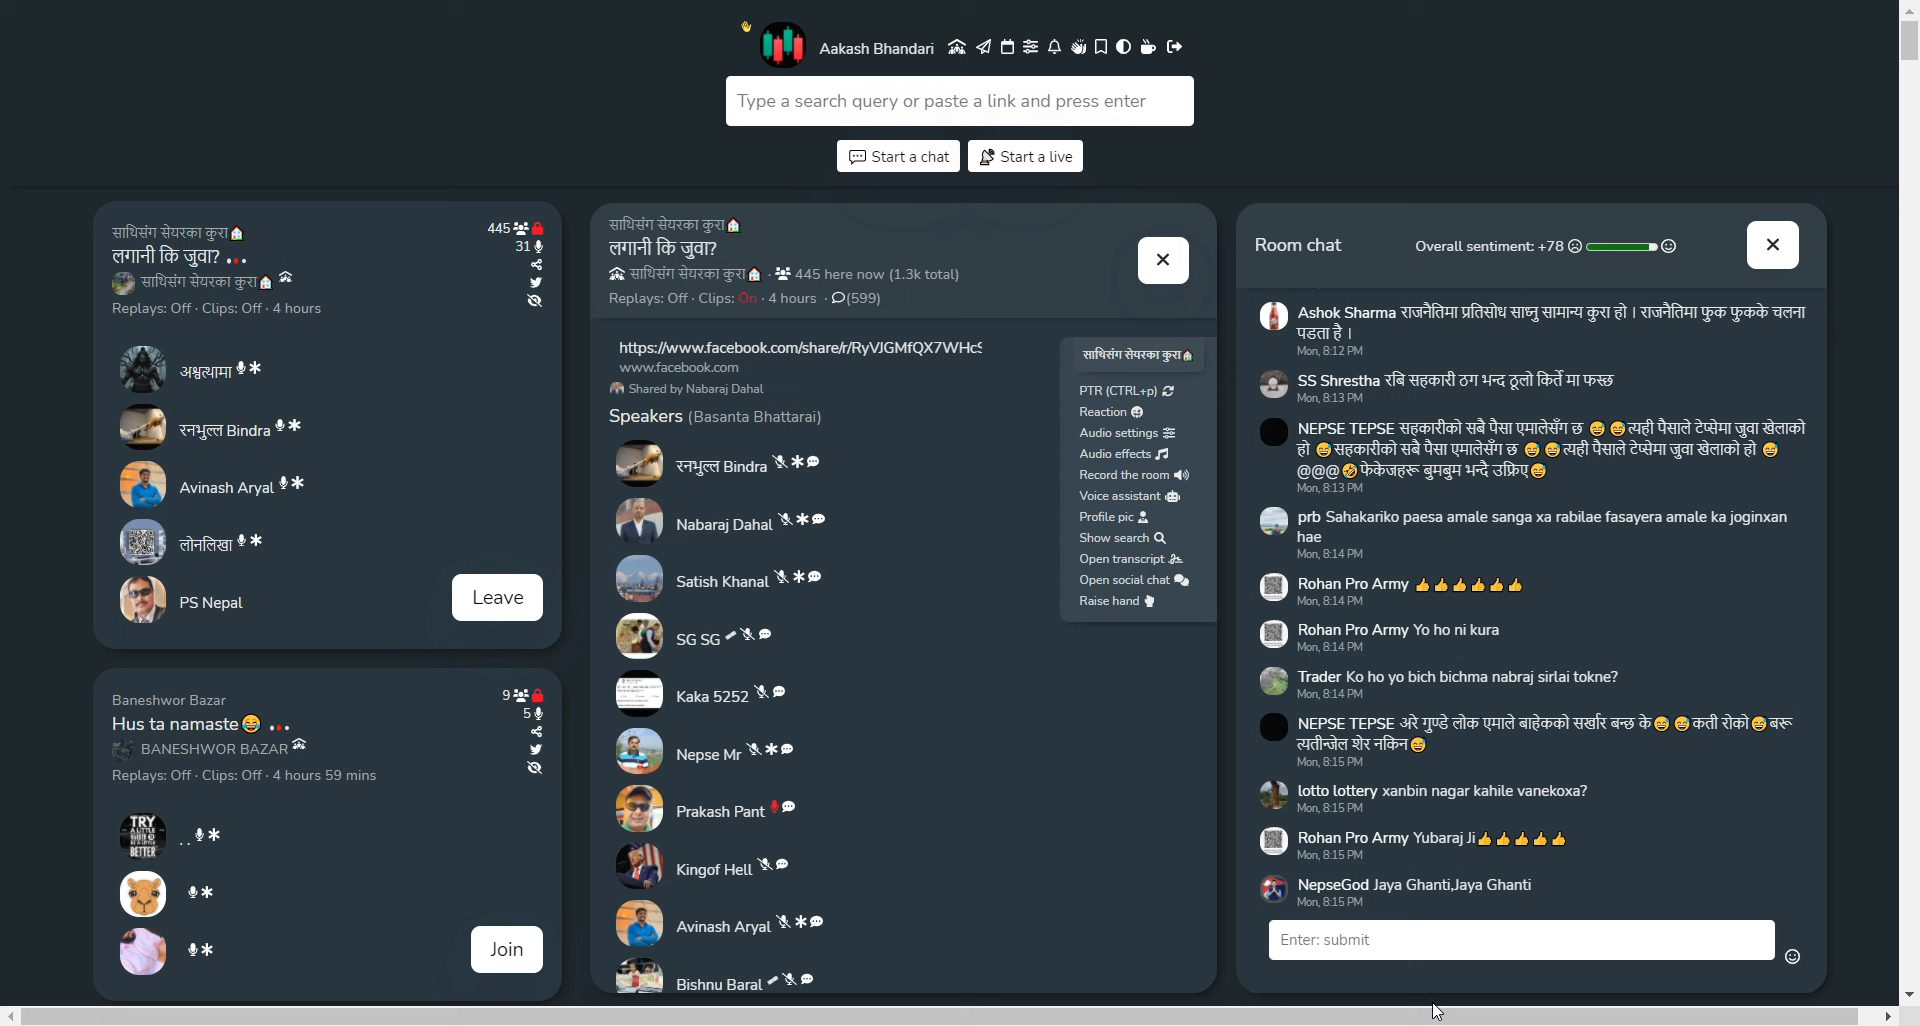 Aakash Bhandari
Type a search query or paste a link and press enter
Start a chat
Start a live
साथिसंग सेयरका कुरा🏠
लगानी कि जुवा? ...
साथिसंग सेयरका कुरा🏠
Replays: Off · Clips: Off · 4 hours
445
31
अश्वत्थामा
रनभुल्ल Bindra
Avinash Aryal
लोनलिखा
PS Nepal
Leave
Baneshwor Bazar
Hus ta namaste😂 ...
BANESHWOR BAZAR
Replays: Off · Clips: Off · 4 hours 59 mins
9
5
TRY
A LITTLE
HARDER TO
BE A LITTLE
BETTER
. .
Join
साथिसंग सेयरका कुरा🏠
लगानी कि जुवा?
साथिसंग सेयरका कुरा🏠 · 445 here now (1.3k total)
Replays: Off · Clips: On · 4 hours · (599)
https://www.facebook.com/share/r/RyVJGMfQX7WHcS
www.facebook.com
Shared by Nabaraj Dahal
Speakers (Basanta Bhattarai)
रनभुल्ल Bindra
Nabaraj Dahal
Satish Khanal
SG SG
Kaka 5252
Nepse Mr
Prakash Pant
Kingof Hell
Avinash Aryal
Bishnu Baral
साथिसंग सेयरका कुरा🏠
PTR (CTRL+p)
Reaction
Audio settings
Audio effects
Record the room
Voice assistant
Profile pic
Show search
Open transcript
Open social chat
Raise hand
Room chat
Overall sentiment: +78
Ashok Sharma राजनैतिमा प्रतिसोध साध्नु सामान्य कुरा हो । राजनैतिमा फुक फुकके चलना
पडता है ।
Mon, 8:12 PM
SS Shrestha रबि सहकारी ठग भन्द ठूलो किर्ते मा फस्छ
Mon, 8:13 PM
NEPSE TEPSE सहकारीको सबै पैसा एमालेसँग छ 😅 😅त्यही पैसाले टेप्सेमा जुवा खेलाको
हो 😅सहकारीको सबै पैसा एमालेसँग छ 😅 😅त्यही पैसाले टेप्सेमा जुवा खेलाको हो 😅
@@@🤣फेकेजहरू बुमबुम भन्दै उफ्रिए😅
Mon, 8:13 PM
prb Sahakariko paesa amale sanga xa rabilae fasayera amale ka joginxan
hae
Mon, 8:14 PM
Rohan Pro Army 👍👍👍👍👍👍
Mon, 8:14 PM
Rohan Pro Army Yo ho ni kura
Mon, 8:14 PM
Trader Ko ho yo bich bichma nabraj sirlai tokne?
Mon, 8:14 PM
NEPSE TEPSE अरे गुण्डे लोक एमाले बाहेकको सर्खार बन्छ के😅 😅कती रोको😅बरू
त्यतीन्जेल शेर नकिन😅
Mon, 8:15 PM
lotto lottery xanbin nagar kahile vanekoxa?
Mon, 8:15 PM
Rohan Pro Army Yubaraj Ji👍👍👍👍👍
Mon, 8:15 PM
NepseGod Jaya Ghanti,Jaya Ghanti
Mon, 8:15 PM
Enter: submit